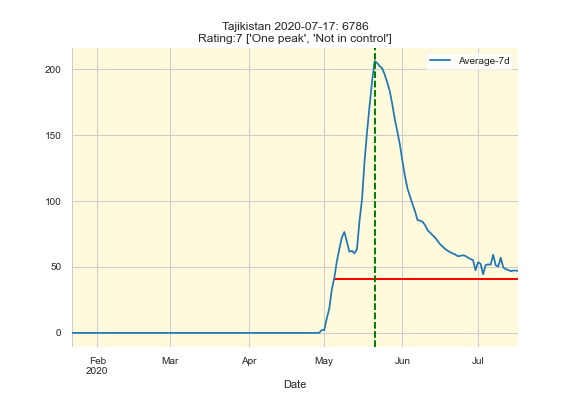 Tajikistan 2020-07-17: 6786
Rating:7 ['One peak', 'Not in control']
Average-7d
200
150
100
50
0
Feb
2020
Mar
Apr
May
Jun
Jul
Date